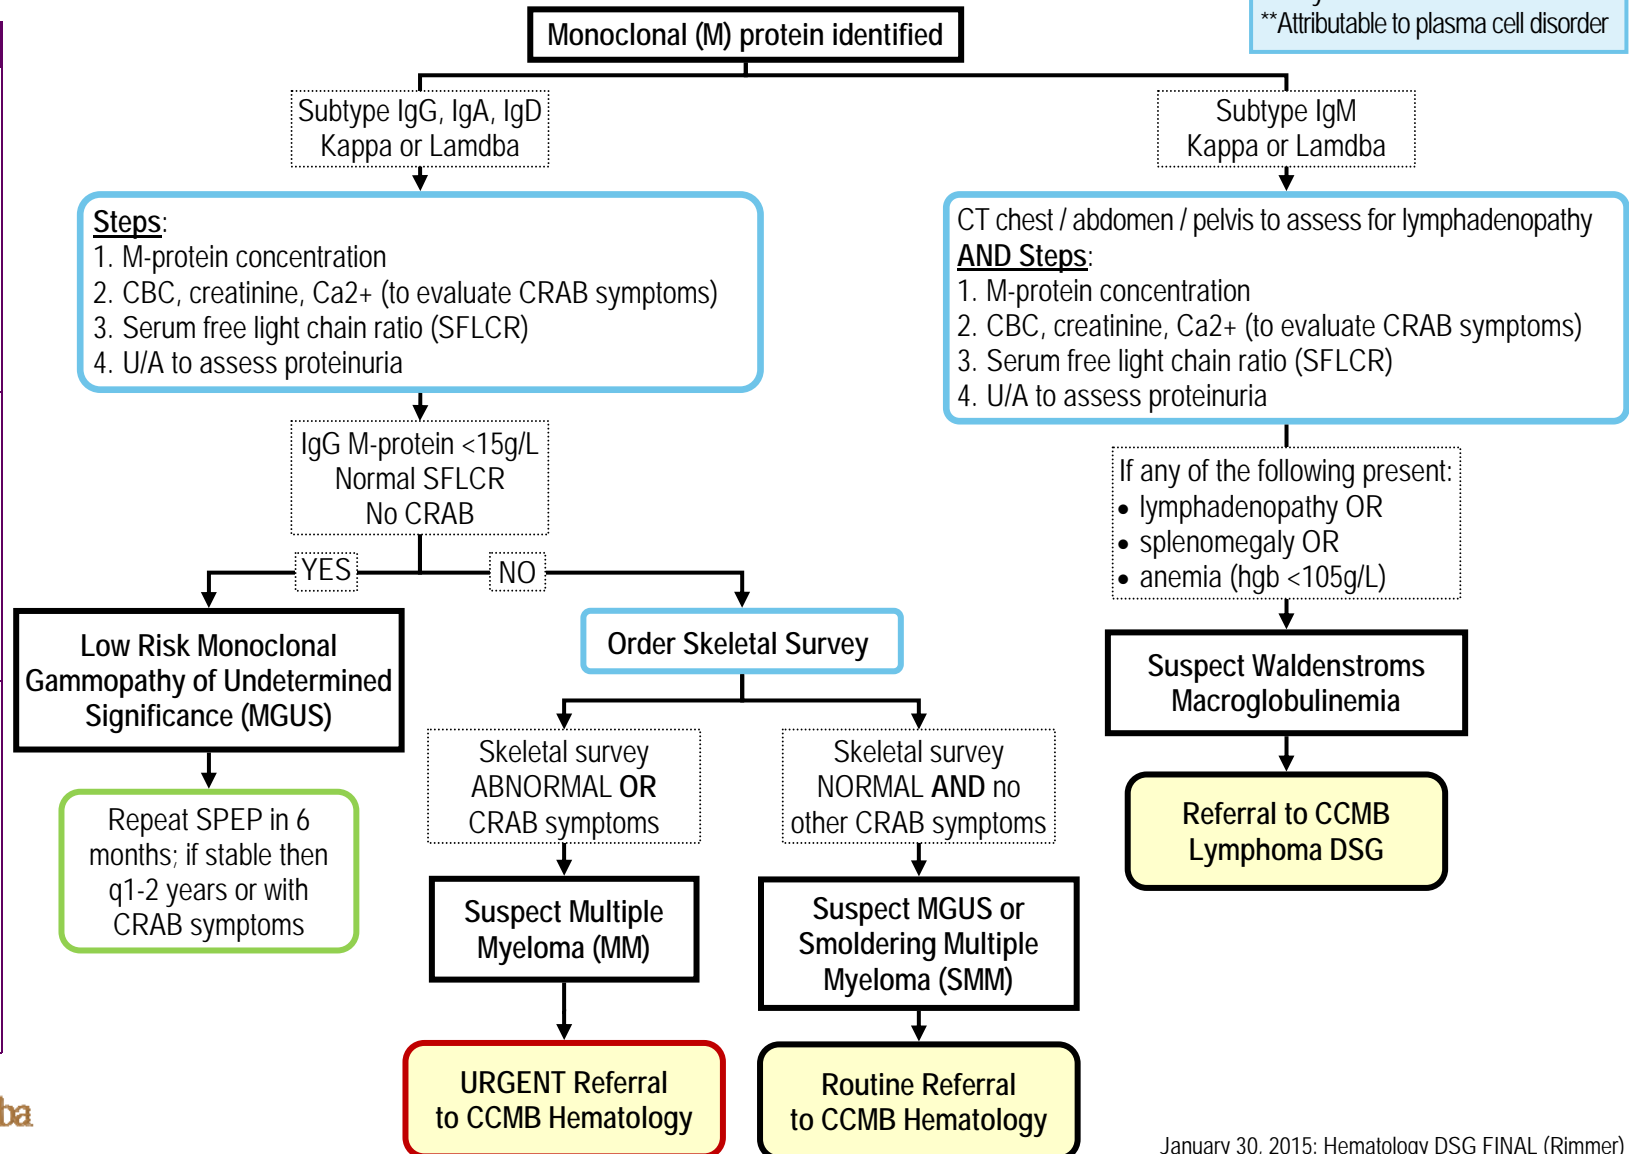 **Attributable to plasma cell disorder
Monoclonal (M) protein identified
Subtype IgG, IgA, IgD
Kappa or Lamdba
Subtype IgM
Kappa or Lamdba
Steps:
1. M-protein concentration
2. CBC, creatinine, Ca2+ (to evaluate CRAB symptoms)
3. Serum free light chain ratio (SFLCR)
4. U/A to assess proteinuria
CT chest / abdomen / pelvis to assess for lymphadenopathy
AND Steps:
1. M-protein concentration
2. CBC, creatinine, Ca2+ (to evaluate CRAB symptoms)
3. Serum free light chain ratio (SFLCR)
4. U/A to assess proteinuria
IgG M-protein <15g/L
Normal SFLCR
No CRAB
If any of the following present:
• lymphadenopathy OR
• splenomegaly OR
• anemia (hgb <105g/L)
YES
NO
Low Risk Monoclonal
Gammopathy of Undetermined
Significance (MGUS)
Order Skeletal Survey
Suspect Waldenstroms
Macroglobulinemia
Skeletal survey
ABNORMAL OR
CRAB symptoms
Skeletal survey
NORMAL AND no
other CRAB symptoms
Repeat SPEP in 6
months; if stable then
q1-2 years or with
CRAB symptoms
Referral to CCMB
Lymphoma DSG
Suspect Multiple
Myeloma (MM)
Suspect MGUS or
Smoldering Multiple
Myeloma (SMM)
URGENT Referral
to CCMB Hematology
Routine Referral
to CCMB Hematology
ba
January 30, 2015: Hematology DSG FINAL (Rimmer)